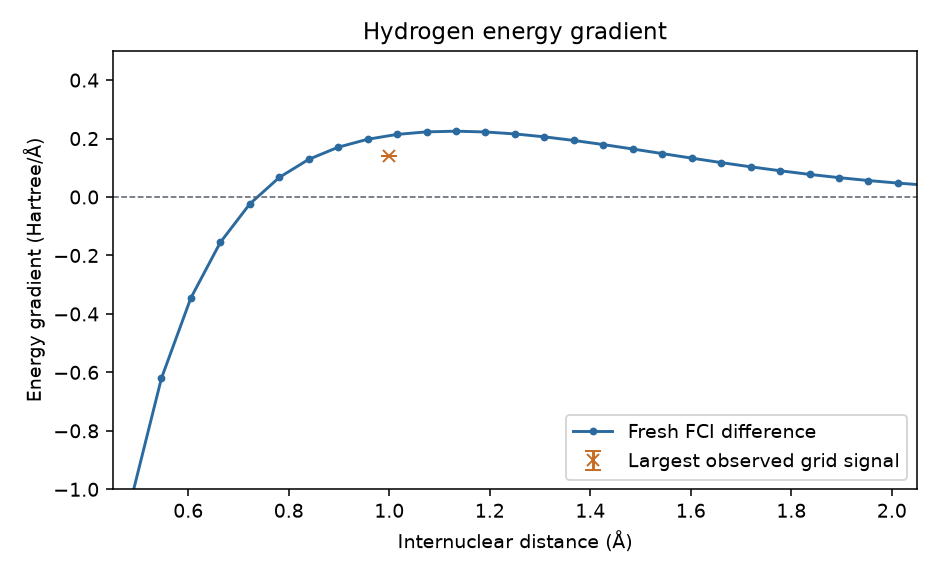 Hydrogen energy gradient
Energy gradient (Hartree/Å)
0.4
0.2
0.0
−0.2
−0.4
−0.6
−0.8
−1.0
Fresh FCI difference
Largest observed grid signal
0.6 0.8 1.0 1.2 1.4 1.6 1.8 2.0
Internuclear distance (Å)